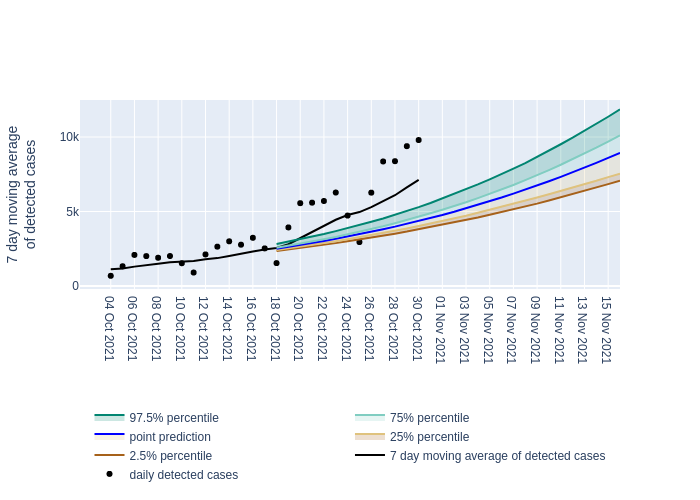 7 day moving average
of detected cases
10k
5k
0
04 Oct 2021
06 Oct 2021
08 Oct 2021
10 Oct 2021
12 Oct 2021
14 Oct 2021
16 Oct 2021
18 Oct 2021
20 Oct 2021
22 Oct 2021
24 Oct 2021
26 Oct 2021
28 Oct 2021
30 Oct 2021
01 Nov 2021
03 Nov 2021
05 Nov 2021
07 Nov 2021
09 Nov 2021
11 Nov 2021
13 Nov 2021
15 Nov 2021
97.5% percentile
75% percentile
point prediction
25% percentile
2.5% percentile
7 day moving average of detected cases
daily detected cases